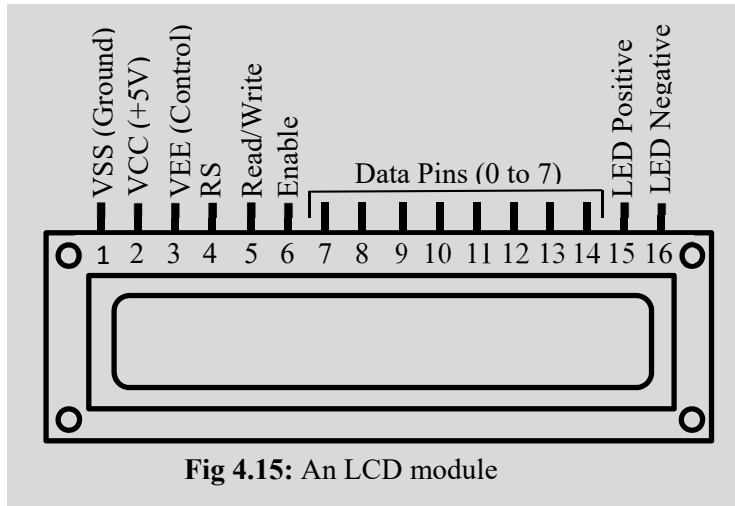 VSS (Ground)
VCC (+5V)
VEE (Control)
RS
Read/Write
Enable
Data Pins (0 to 7)
LED Positive
LED Negative
1 2 3 4 5 6 7 8 9 10 11 12 13 14 15 16
Fig 4.15: An LCD module